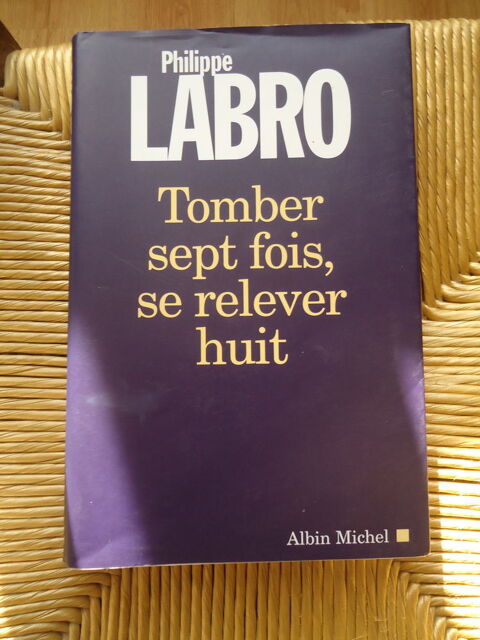 Philippe
LABRO
Tomber
sept fois,
se relever
huit
Albin Michel